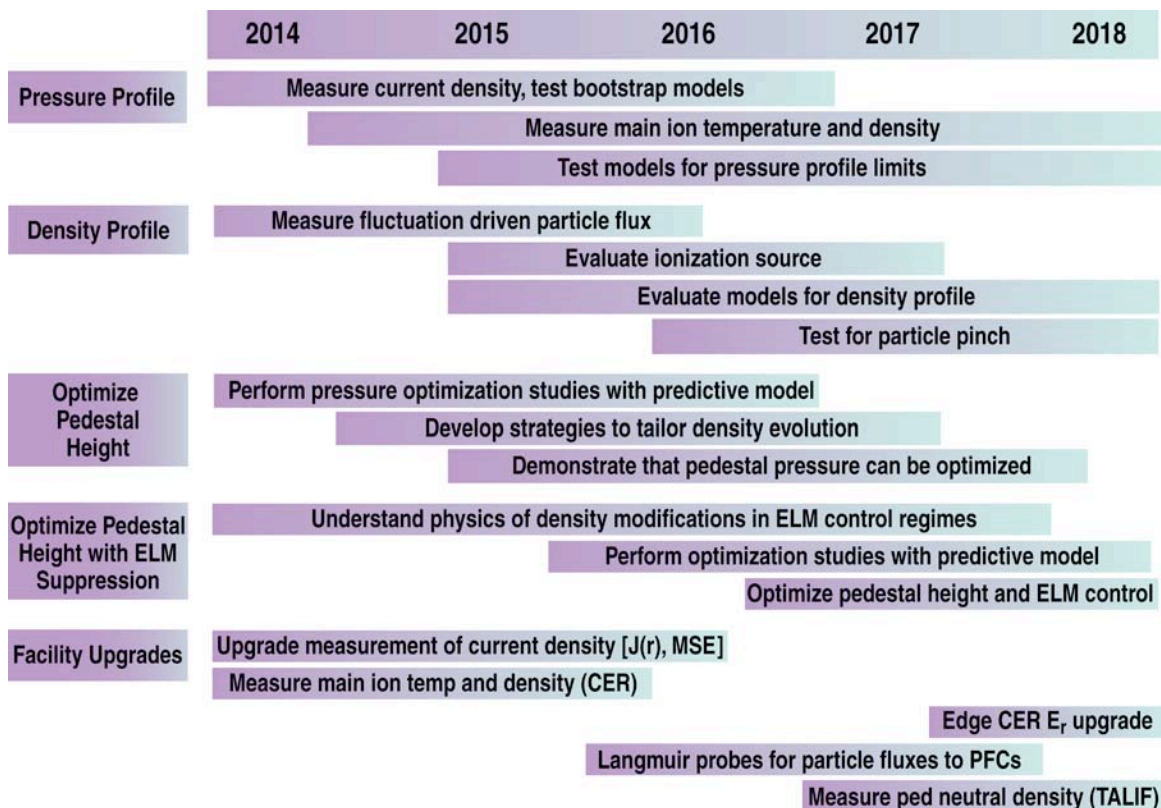 2014 2015 2016 2017 2018
Pressure Profile
Measure current density, test bootstrap models
Measure main ion temperature and density
Test models for pressure profile limits
Density Profile
Measure fluctuation driven particle flux
Evaluate ionization source
Evaluate models for density profile
Test for particle pinch
Optimize
Pedestal
Height
Perform pressure optimization studies with predictive model
Develop strategies to tailor density evolution
Demonstrate that pedestal pressure can be optimized
Optimize Pedestal
Height with ELM
Suppression
Understand physics of density modifications in ELM control regimes
Perform optimization studies with predictive model
Optimize pedestal height and ELM control
Facility Upgrades
Upgrade measurement of current density [J(r), MSE]
Measure main ion temp and density (CER)
Edge CER Er upgrade
Langmuir probes for particle fluxes to PFCs
Measure ped neutral density (TALIF)